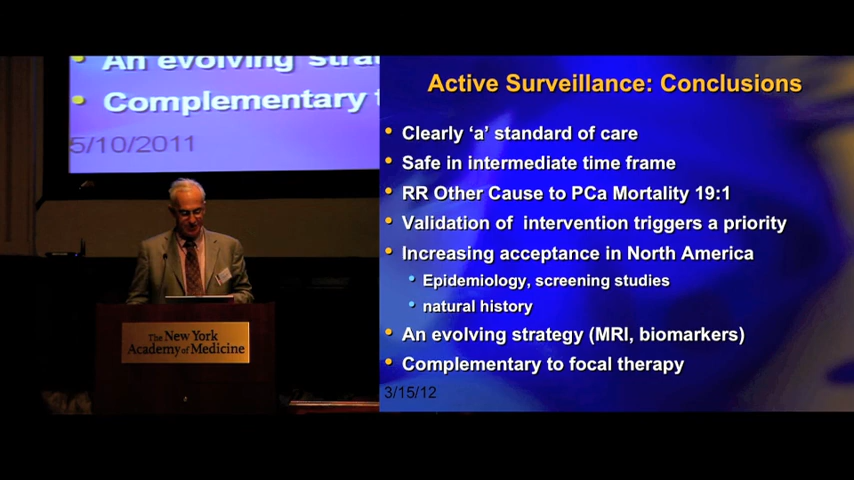 An evolving strat
Complementary t
5/10/2011
The New York
Academy of Medicine
Active Surveillance: Conclusions
Clearly ‘a’ standard of care
Safe in intermediate time frame
RR Other Cause to PCa Mortality 19:1
Validation of intervention triggers a priority
Increasing acceptance in North America
Epidemiology, screening studies
natural history
An evolving strategy (MRI, biomarkers)
Complementary to focal therapy
3/15/12